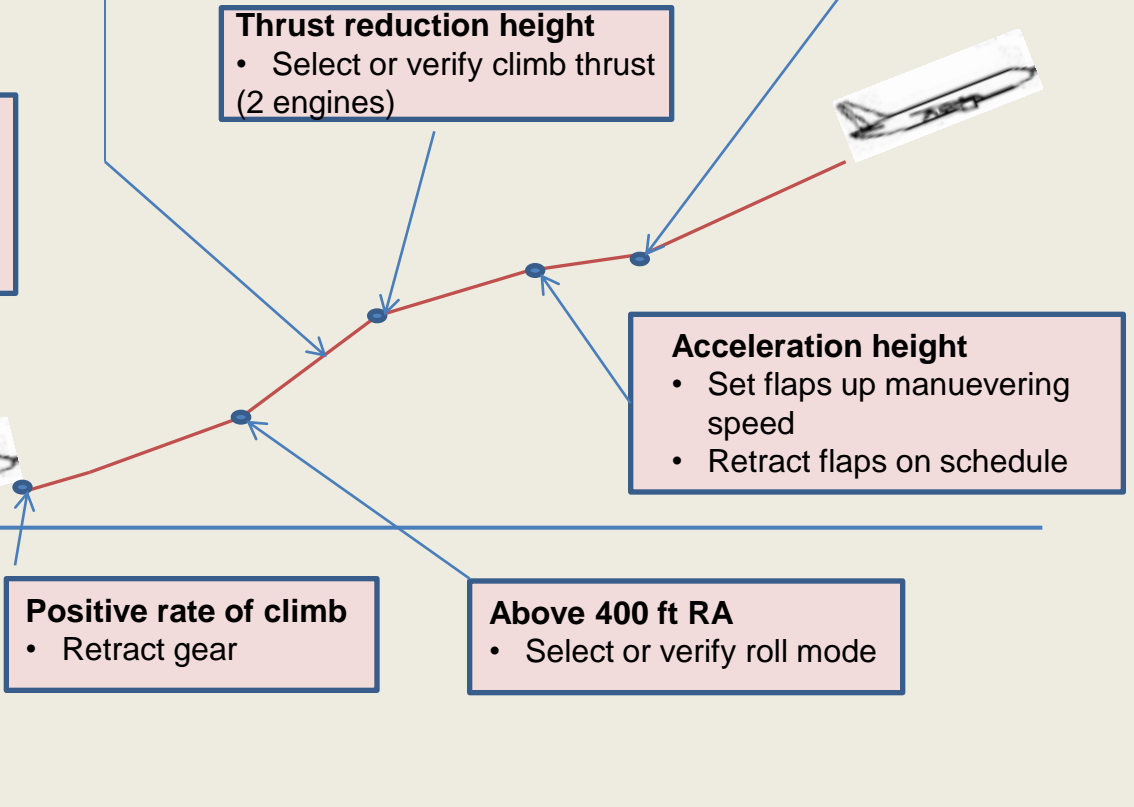 Thrust reduction height
• Select or verify climb thrust
(2 engines)
Acceleration height
• Set flaps up manuevering
speed
• Retract flaps on schedule
Positive rate of climb
• Retract gear
Above 400 ft RA
• Select or verify roll mode